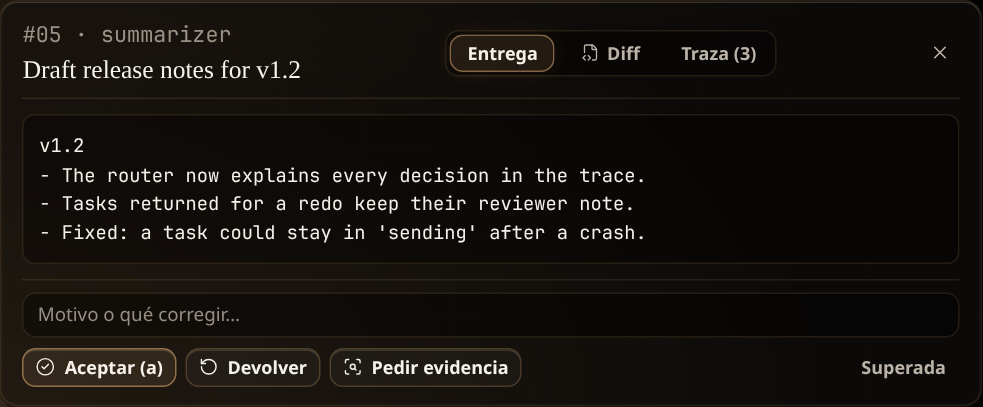 #05 · summarizer
Draft release notes for v1.2
Entrega
Diff
Traza (3)
v1.2
- The router now explains every decision in the trace.
- Tasks returned for a redo keep their reviewer note.
- Fixed: a task could stay in 'sending' after a crash.
Motivo o qué corregir...
Aceptar (a)
Devolver
Pedir evidencia
Superada